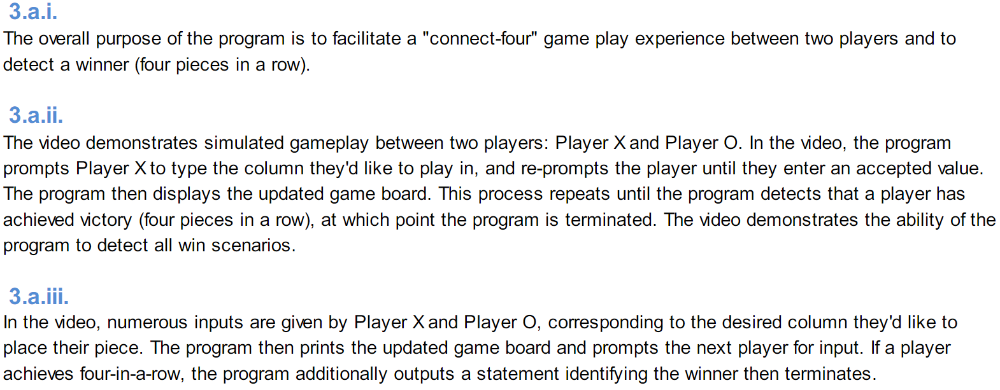 3.a.i.
The overall purpose of the program is to facilitate a "connect-four" game play experience between two players and to
detect a winner (four pieces in a row).
3.a.ii.
The video demonstrates simulated gameplay between two players: Player X and Player O. In the video, the program
prompts Player X to type the column they'd like to play in, and re-prompts the player until they enter an accepted value.
The program then displays the updated game board. This process repeats until the program detects that a player has
achieved victory (four pieces in a row), at which point the program is terminated. The video demonstrates the ability of the
program to detect all win scenarios.
3.a.iii.
In the video, numerous inputs are given by Player X and Player O, corresponding to the desired column they'd like to
place their piece. The program then prints the updated game board and prompts the next player for input. If a player
achieves four-in-a-row, the program additionally outputs a statement identifying the winner then terminates.